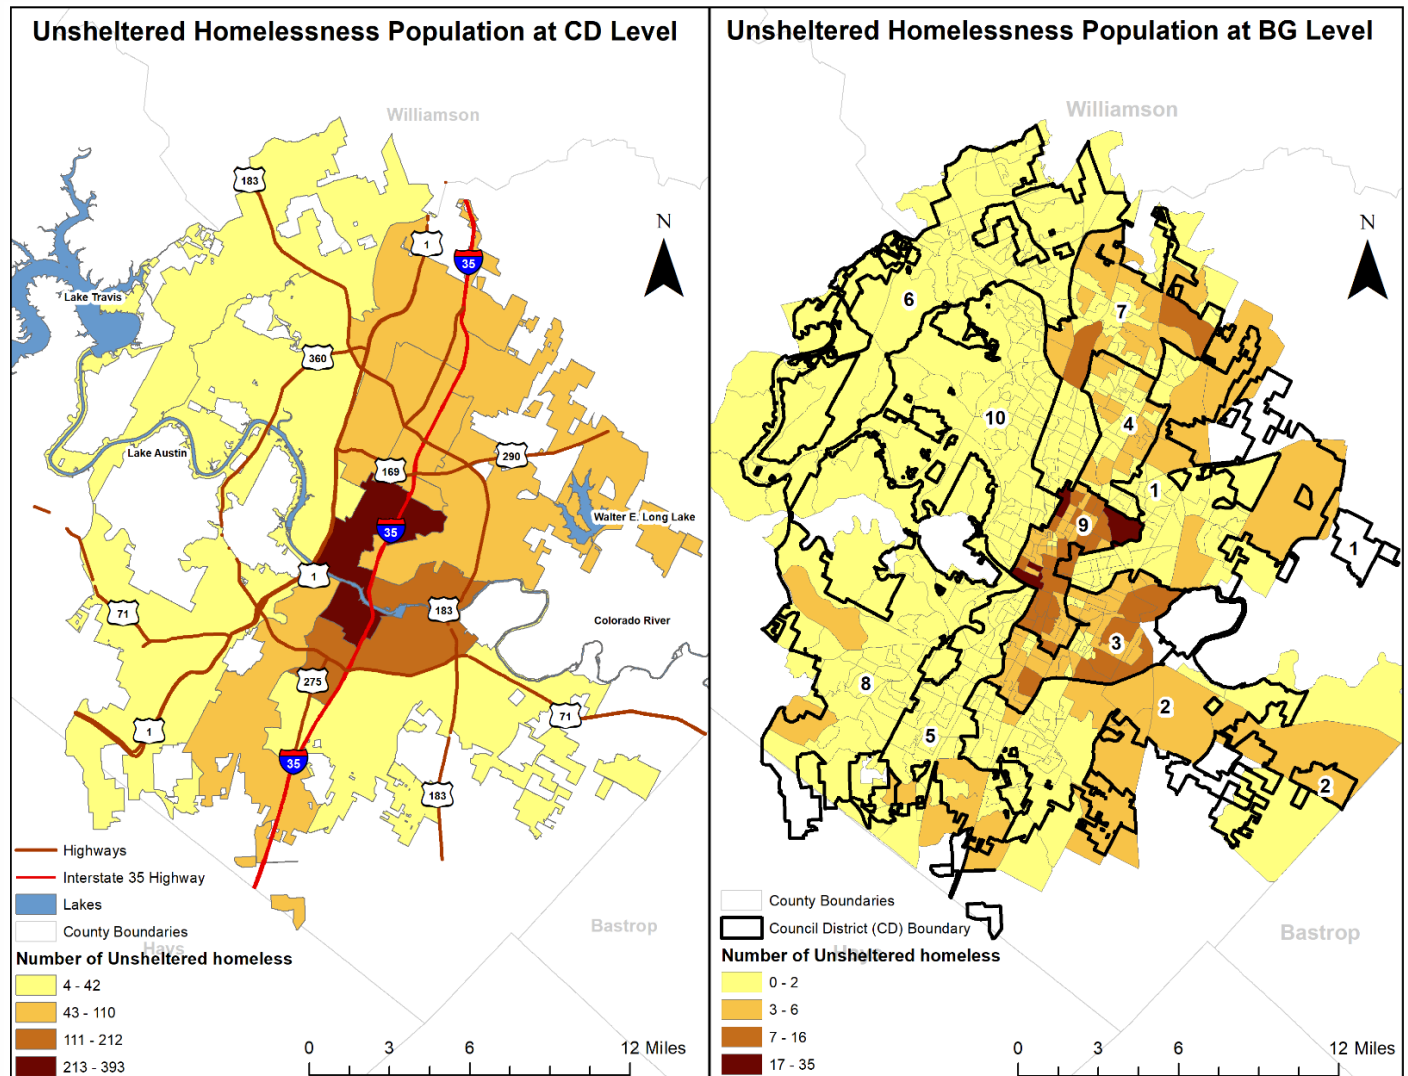 Unsheltered Homelessness Population at CD Level
Williamson
183
N
1
35
Lake Travis
360
Lake Austin
169
290
Walter E. Long Lake
35
1
183
71
Colorado River
275
71
1
35
183
Highways
Interstate 35 Highway
Lakes
County Boundaries
Hays
Bastrop
Number of Unsheltered homeless
4 - 42
43 - 110
111 - 212
213 - 393
0 3 6 12 Miles
Unsheltered Homelessness Population at BG Level
Williamson
N
6
7
10
4
1
9
1
3
8
2
5
2
County Boundaries
Council District (CD) Boundary
Hays
Bastrop
Number of Unsheltered homeless
0 - 2
3 - 6
7 - 16
17 - 35
0 3 6 12 Miles